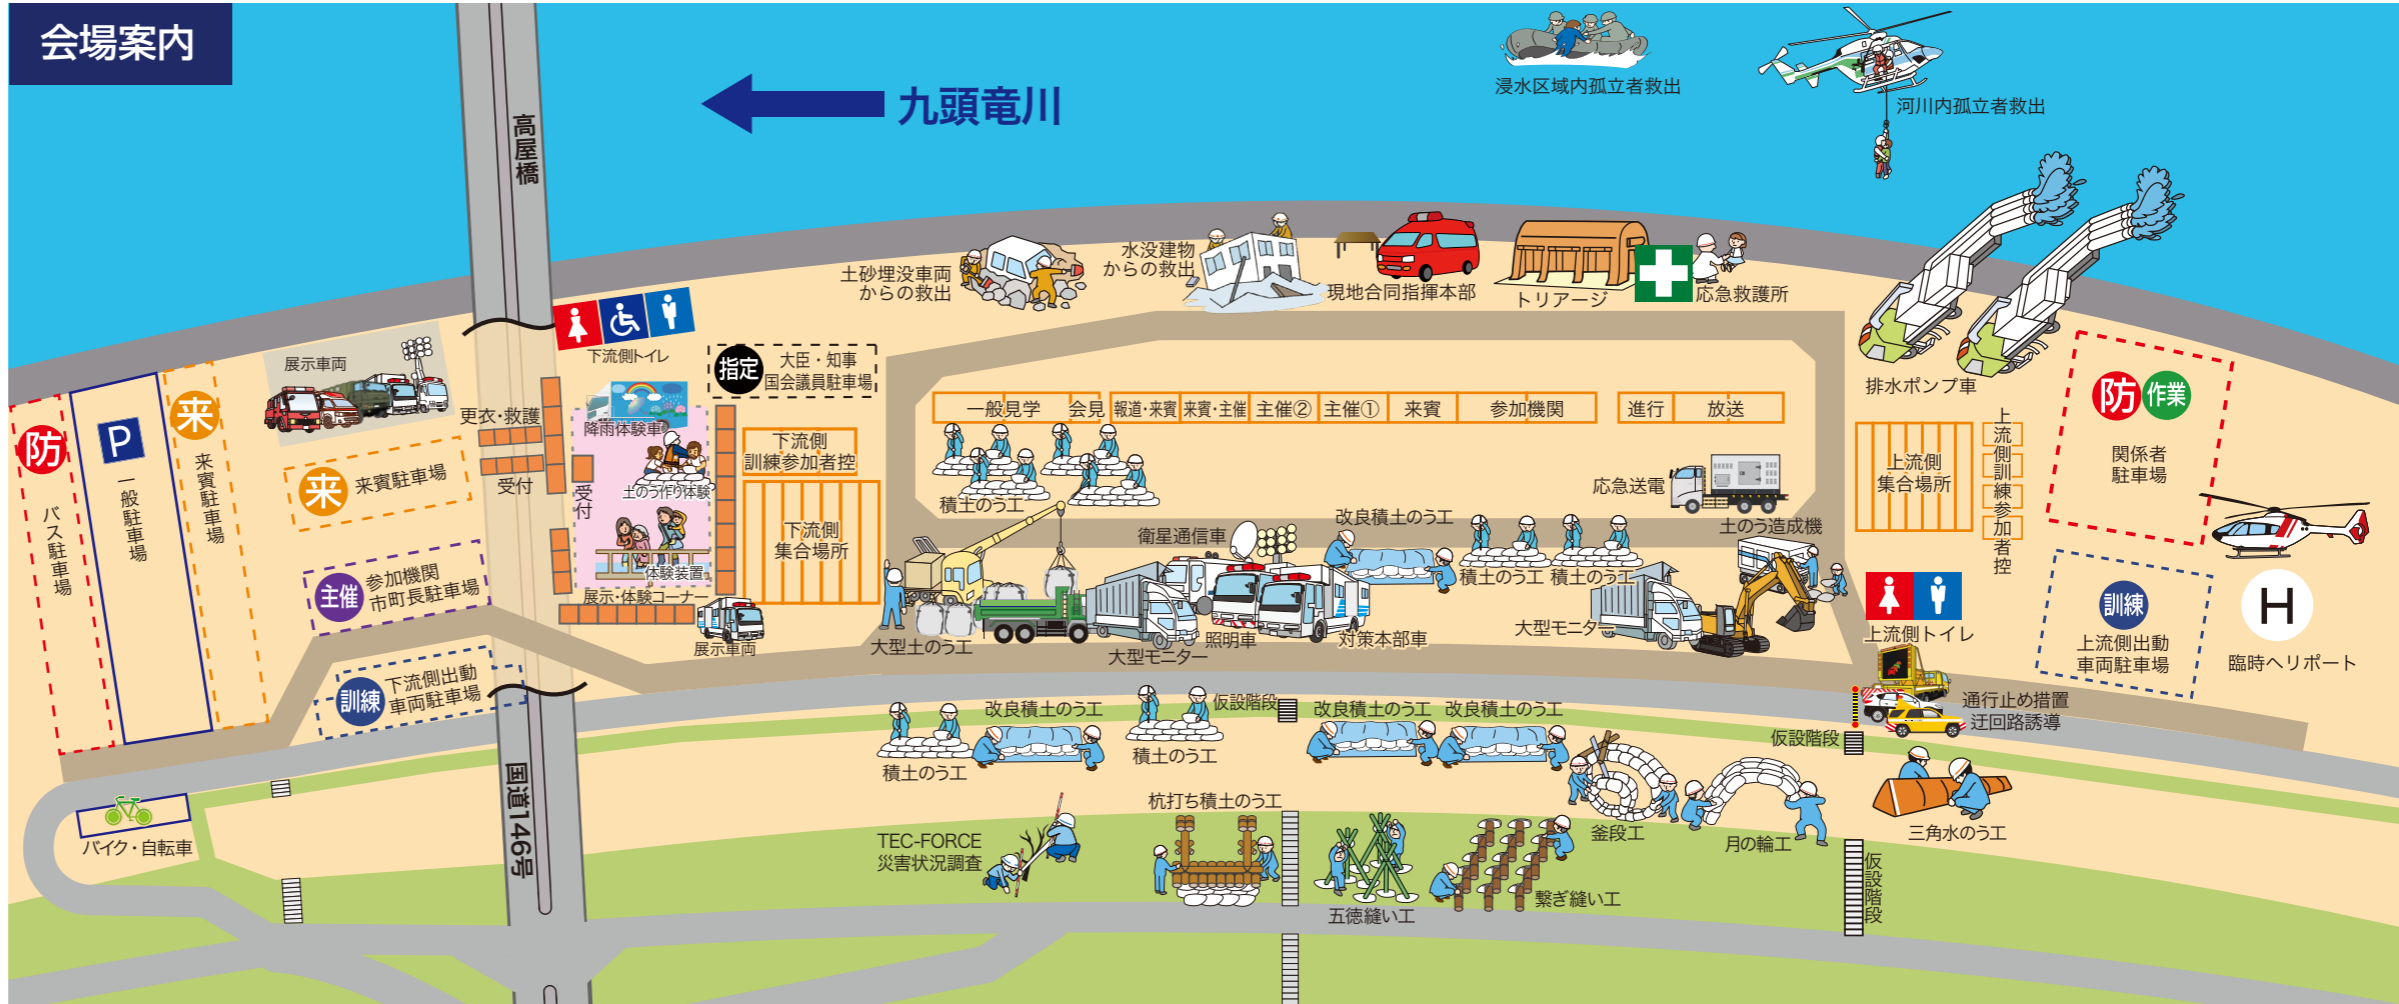 会場案内
九頭竜川
高屋橋
浸水区域内孤立者救出
河川内孤立者救出
土砂埋没車両
からの救出
水没建物
からの救出
現地合同指揮本部
トリアージ
応急救護所
排水ポンプ車
展示車両
下流側トイレ
指定
大臣・知事
国会議員駐車場
防
バス駐車場
P
一般駐車場
来
来賓駐車場
来
来賓駐車場
更衣・救護
受付
降雨体験車
土のう作り体験
受付
体験装置
展示・体験コーナー
展示車両
下流側
訓練参加者控
下流側
集合場所
主催
参加機関
市町長駐車場
訓練
下流側出動
車両駐車場
一般見学
会見
報道・来賓
来賓・主催
主催②
主催①
来賓
参加機関
進行
放送
積土のう工
応急送電
土のう造成機
衛星通信車
改良積土のう工
積土のう工
積土のう工
大型土のう工
大型モニター
照明車
対策本部車
大型モニター
上流側
集合場所
上流側訓練参加者控
防
作業
関係者
駐車場
上流側トイレ
訓練
上流側出動
車両駐車場
H
臨時ヘリポート
通行止め措置
迂回路誘導
仮設階段
積土のう工
改良積土のう工
積土のう工
仮設階段
改良積土のう工
改良積土のう工
釜段工
月の輪工
三角水のう工
国道146号
バイク・自転車
TEC-FORCE
災害状況調査
杭打ち積土のう工
五徳縫い工
繋ぎ縫い工
仮設階段